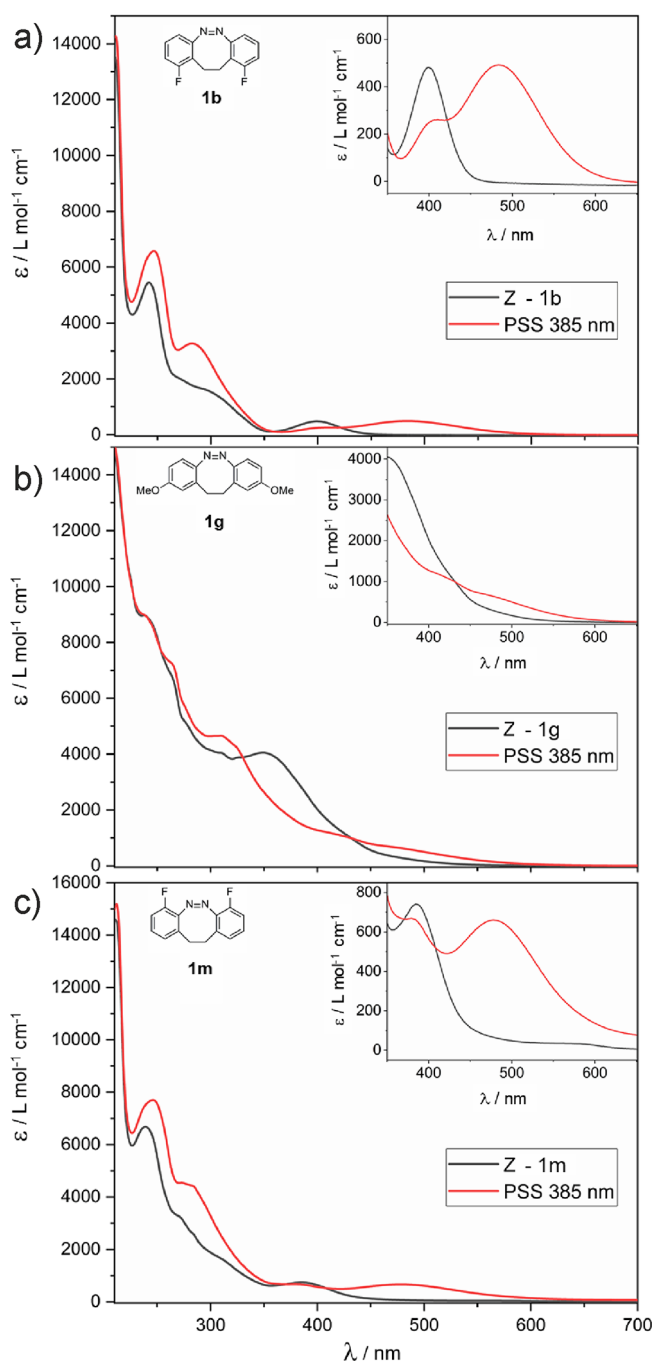 a)
N=N
F
F
1b
ε / L mol-1 cm-1
14000
12000
10000
8000
6000
4000
2000
0
ε / L mol-1 cm-1
600
400
200
0
400
500
600
λ / nm
Z - 1b
PSS 385 nm
b)
N=N
MeO
OMe
1g
ε / L mol-1 cm-1
14000
12000
10000
8000
6000
4000
2000
0
ε / L mol-1 cm-1
4000
3000
2000
1000
0
400
500
600
λ / nm
Z - 1g
PSS 385 nm
c)
F
N=N
F
1m
ε / L mol-1 cm-1
16000
14000
12000
10000
8000
6000
4000
2000
0
ε / L mol-1 cm-1
800
600
400
200
0
400
500
600
λ / nm
Z - 1m
PSS 385 nm
300
400
500
600
700
λ / nm